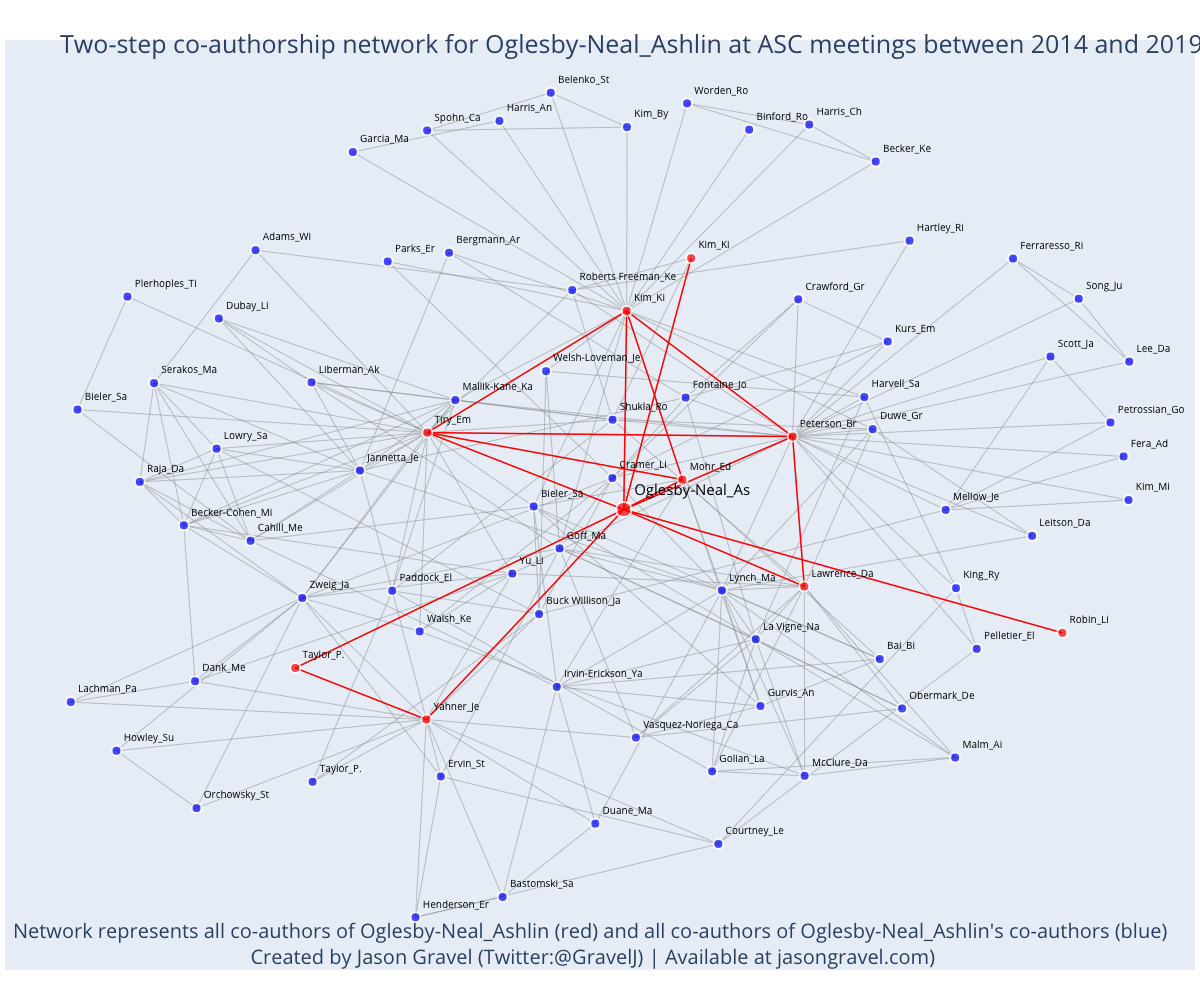 Two-step co-authorship network for Oglesby-Neal_Ashlin at ASC meetings between 2014 and 2019
Belenko_St
Worden_Ro
Harris_An
Spohn_Ca
Kim_By
Binford_Ro
Harris_Ch
Garcia_Ma
Becker_Ke
Adams_Wi
Parks_Er
Bergmann_Ar
Kim_Ki
Hartley_Ri
Ferraresso_Ri
Plerhoples_Ti
Roberts Freeman_Ke
Crawford_Gr
Song_Ju
Dubay_Li
Kim_Ki
Kurs_Em
Scott_Ja
Lee_Da
Serakos_Ma
Liberman_Ak
Welsh-Loveman_Je
Mallik-Kane_Ka
Fontaine_Jo
Harvell_Sa
Bieler_Sa
Tiry_Em
Shukla_Ro
Peterson_Br
Duwe_Gr
Petrossian_Go
Lowry_Sa
Fera_Ad
Raja_Da
Jannetta_Je
Cramer_Li
Mohr_Ed
Oglesby-Neal_As
Mellow_Je
Kim_Mi
Bieler_Sa
Becker-Cohen_Mi
Cahill_Me
Leitson_Da
Goff_Ma
Yu_Li
Zweig_Ja
Paddock_El
Lynch_Ma
Lawrence_Da
King_Ry
Buck Willison_Ja
Walsh_Ke
La Vigne_Na
Robin_Li
Pelletier_El
Taylor_P.
Bai_Bi
Dank_Me
Irvin-Erickson_Ya
Lachman_Pa
Gurvis_An
Obermark_De
Yahner_Je
Vasquez-Noriega_Ca
Howley_Su
Malm_Ai
Taylor_P.
Ervin_St
Golian_La
McClure_Da
Orchowsky_St
Duane_Ma
Courtney_Le
Bastomski_Sa
Henderson_Er
Network represents all co-authors of Oglesby-Neal_Ashlin (red) and all co-authors of Oglesby-Neal_Ashlin's co-authors (blue)
Created by Jason Gravel (Twitter:@GravelJ) | Available at jasongravel.com)